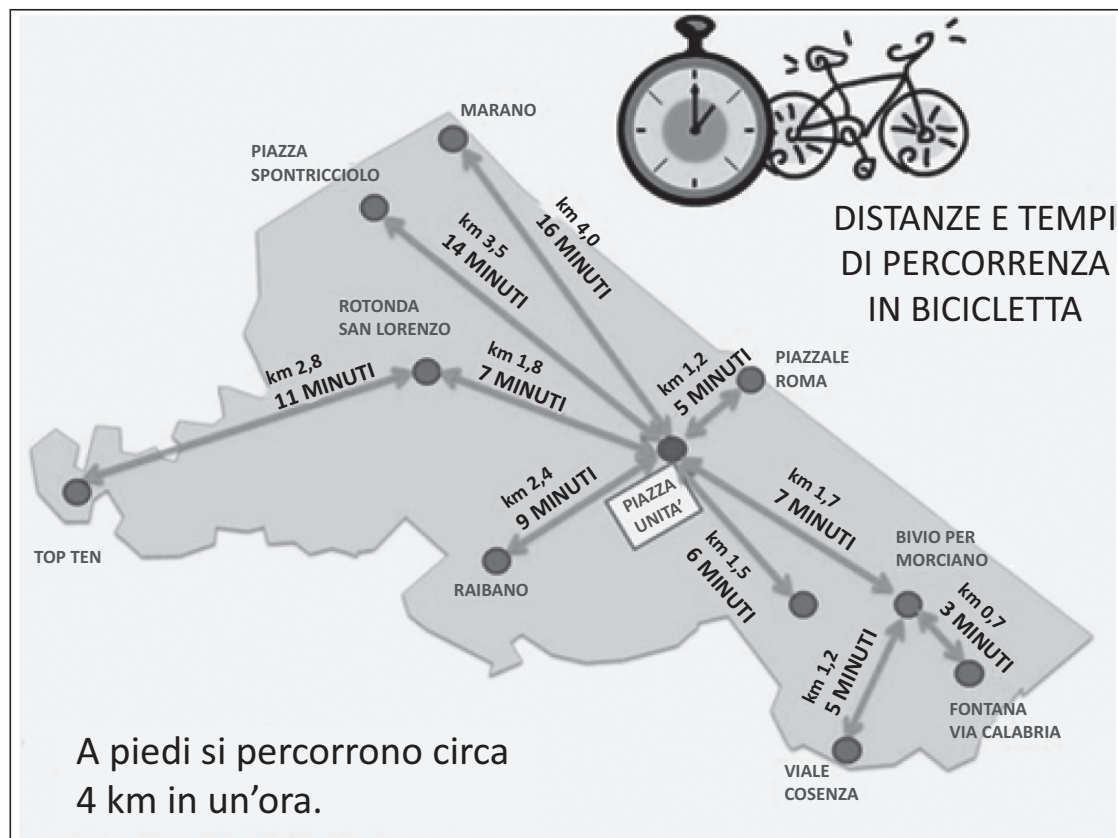 MARANO
PIAZZA
SPONTRICCIOLO
km 4,0
16 MINUTI
km 3,5
14 MINUTI
DISTANZE E TEMPI
DI PERCORRENZA
IN BICICLETTA
ROTONDA
SAN LORENZO
km 2,8
11 MINUTI
km 1,8
7 MINUTI
km 1,2
5 MINUTI
PIAZZALE
ROMA
km 2,4
9 MINUTI
PIAZZA
UNITA'
km 1,7
7 MINUTI
km 1,5
6 MINUTI
TOP TEN
RAIBANO
BIVIO PER
MORCIANO
km 0,7
3 MINUTI
km 1,2
5 MINUTI
FONTANA
VIA CALABRIA
VIALE
COSENZA
A piedi si percorrono circa
4 km in un'ora.